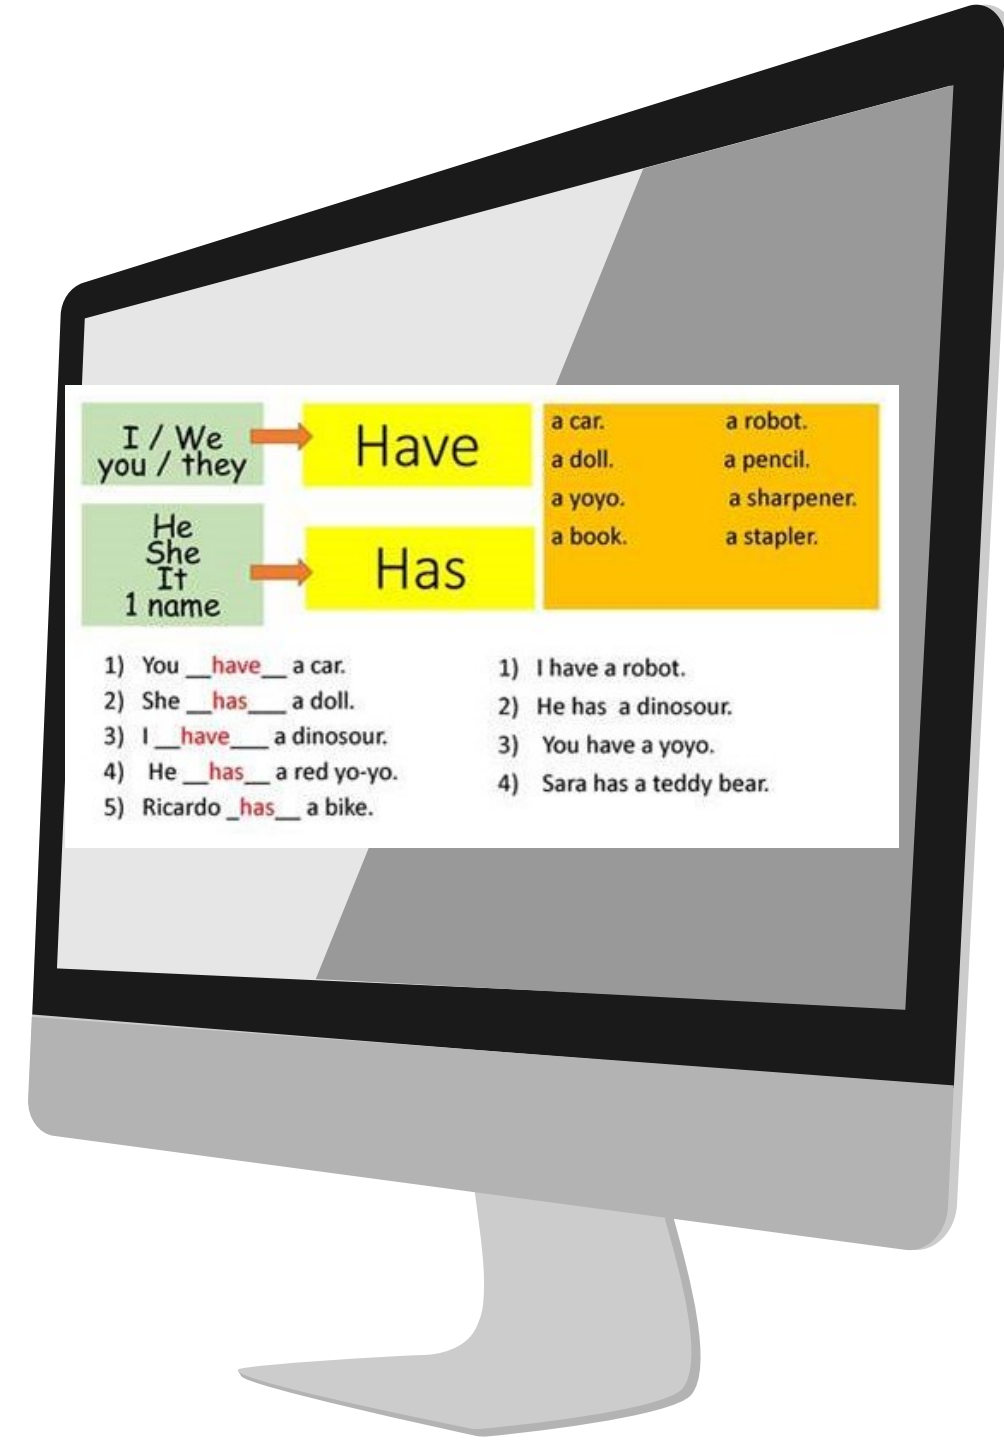 I / We
you / they
Have
He
She
It
1 name
Has
a car. a robot.
a doll. a pencil.
a yoyo. a sharpener.
a book. a stapler.
1) You __have__ a car.
2) She __has___ a doll.
3) I __have___ a dinosour.
4) He __has__ a red yo-yo.
5) Ricardo _has__ a bike.
1) I have a robot.
2) He has a dinosour.
3) You have a yoyo.
4) Sara has a teddy bear.